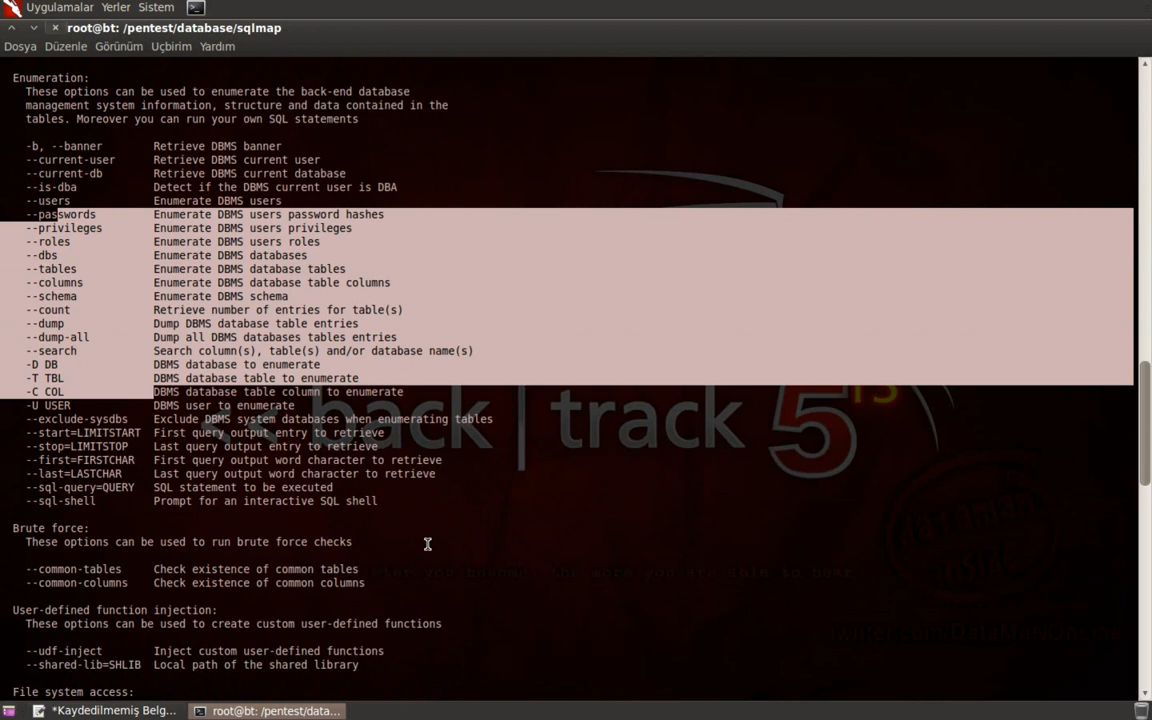 Uygulamalar Yerler Sistem
root@bt: /pentest/database/sqlmap
Dosya Düzenle Görünüm Uçbirim Yardım
Enumeration:
These options can be used to enumerate the back-end database
management system information, structure and data contained in the
tables. Moreover you can run your own SQL statements
-b, --banner Retrieve DBMS banner
--current-user Retrieve DBMS current user
--current-db Retrieve DBMS current database
--is-dba Detect if the DBMS current user is DBA
--users Enumerate DBMS users
--passwords Enumerate DBMS users password hashes
--privileges Enumerate DBMS users privileges
--roles Enumerate DBMS users roles
--dbs Enumerate DBMS databases
--tables Enumerate DBMS database tables
--columns Enumerate DBMS database table columns
--schema Enumerate DBMS schema
--count Retrieve number of entries for table(s)
--dump Dump DBMS database table entries
--dump-all Dump all DBMS databases tables entries
--search Search column(s), table(s) and/or database name(s)
-D DB DBMS database to enumerate
-T TBL DBMS database table to enumerate
-C COL DBMS database table column to enumerate
-U USER DBMS user to enumerate
--exclude-sysdbs Exclude DBMS system databases when enumerating tables
--start=LIMITSTART First query output entry to retrieve
--stop=LIMITSTOP Last query output entry to retrieve
--first=FIRSTCHAR First query output word character to retrieve
--last=LASTCHAR Last query output word character to retrieve
--sql-query=QUERY SQL statement to be executed
--sql-shell Prompt for an interactive SQL shell
<< back | track 5
Brute force:
These options can be used to run brute force checks
--common-tables Check existence of common tables
--common-columns Check existence of common columns
User-defined function injection:
These options can be used to create custom user-defined functions
--udf-inject Inject custom user-defined functions
--shared-lib=SHLIB Local path of the shared library
File system access:
*Kaydedilmemiş Belg...
root@bt: /pentest/data...